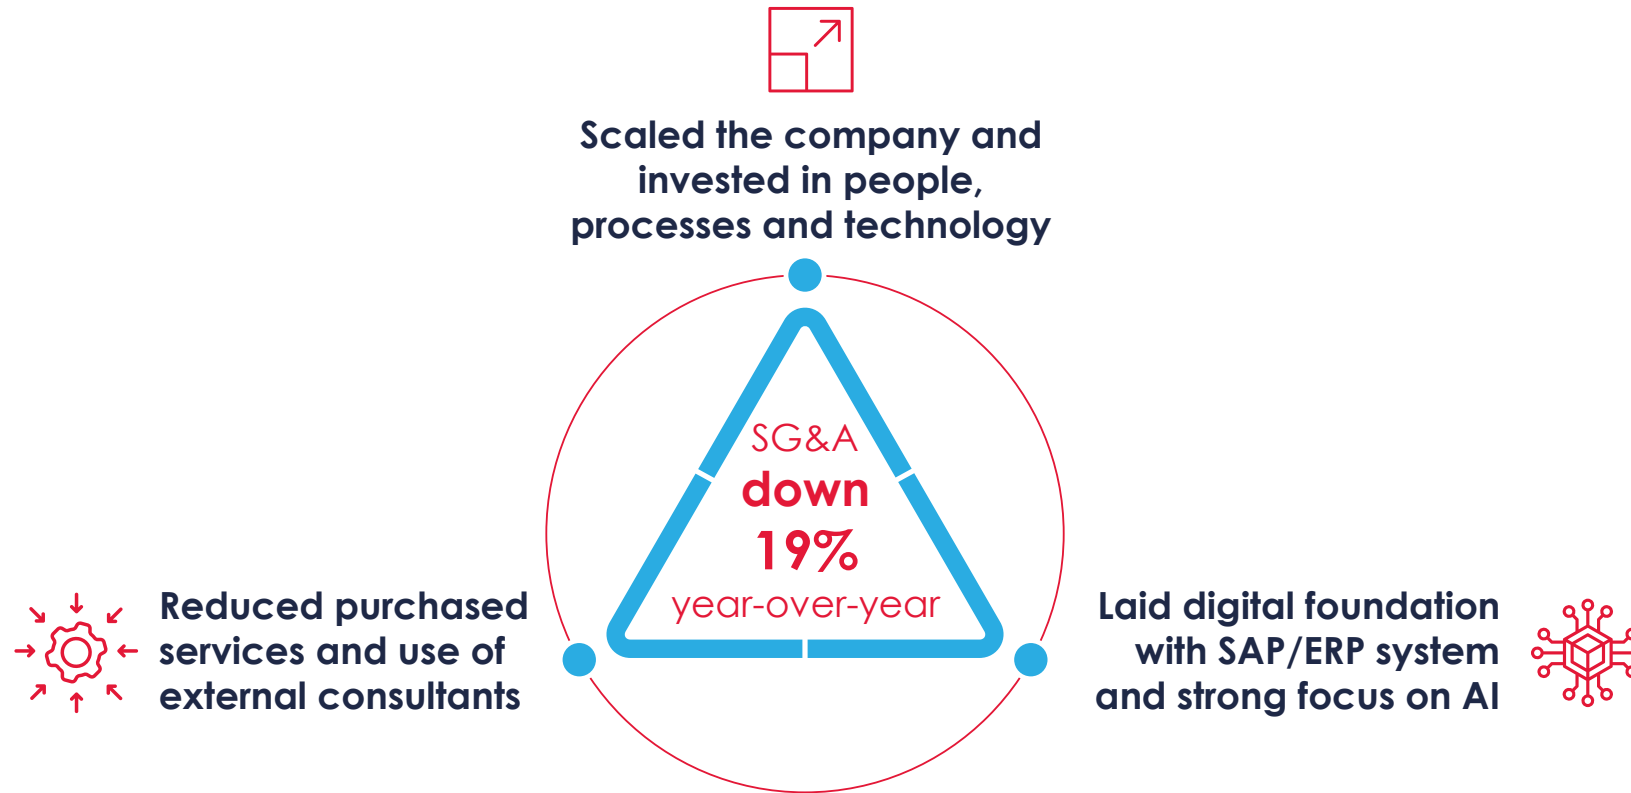 Scaled the company and
invested in people,
processes and technology
SG&A
down
19%
year-over-year
Reduced purchased
services and use of
external consultants
Laid digital foundation
with SAP/ERP system
and strong focus on AI